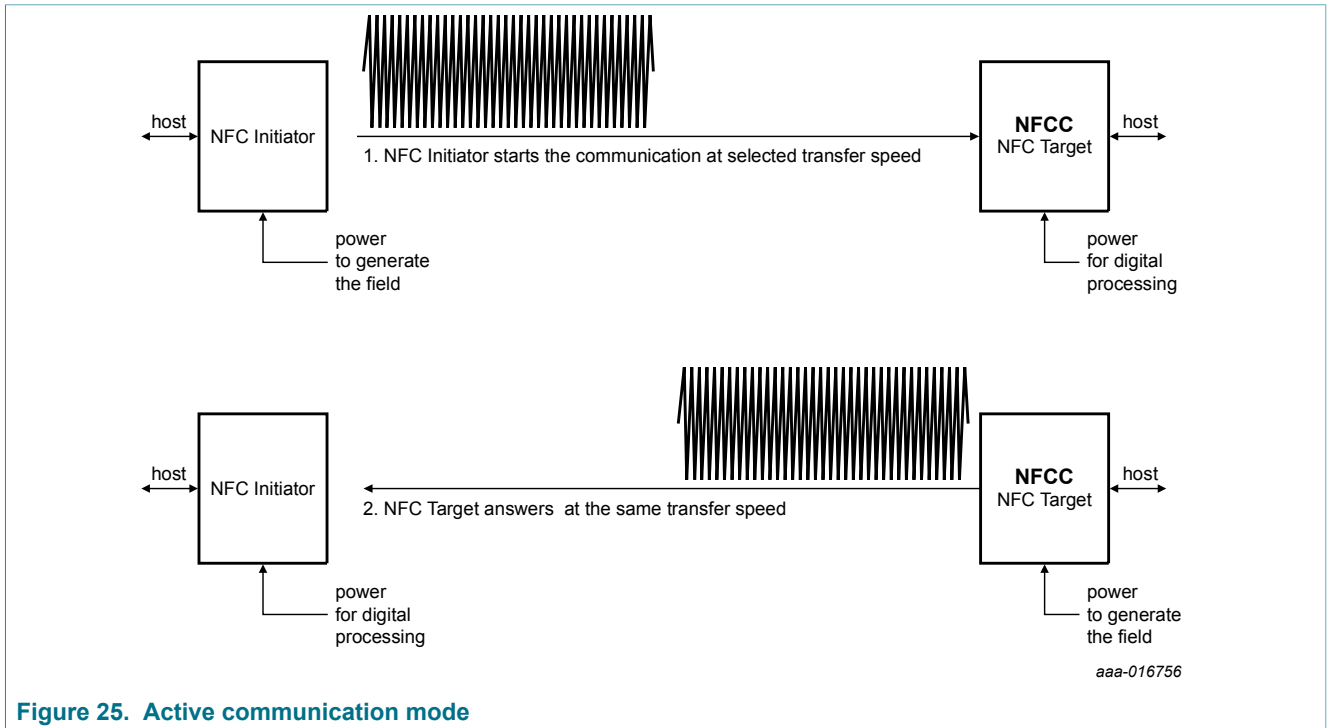 host
NFC Initiator
1. NFC Initiator starts the communication at selected transfer speed
NFCC
NFC Target
host
power
to generate
the field
power
for digital
processing
host
NFC Initiator
2. NFC Target answers  at the same transfer speed
NFCC
NFC Target
host
power
for digital
processing
power
to generate
the field
aaa-016756
Figure 25.  Active communication mode